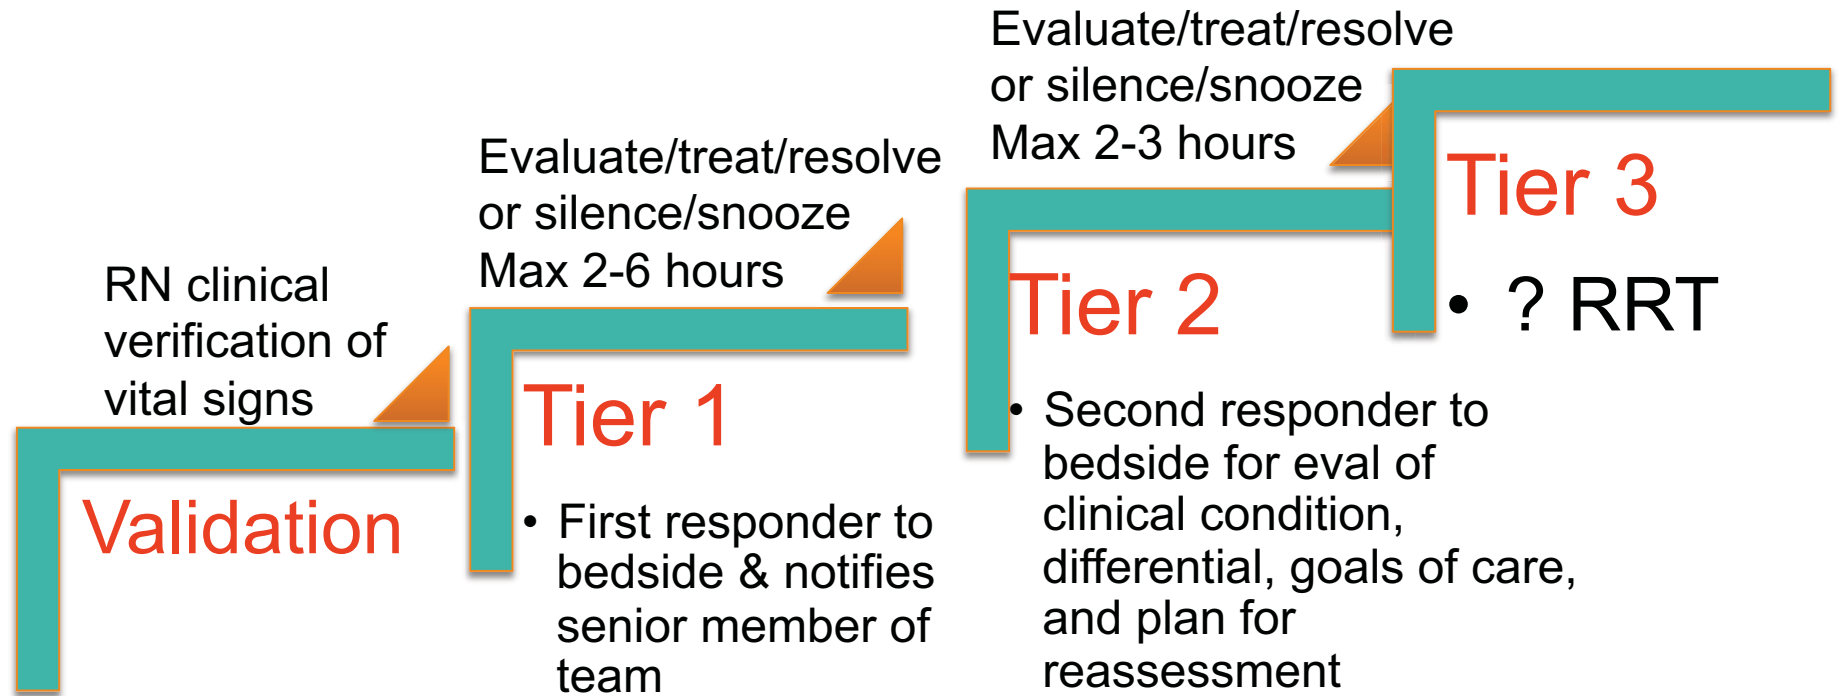 RN clinical
verification of
vital signs
Validation
Evaluate/treat/resolve
or silence/snooze
Max 2-6 hours
Tier 1
• First responder to
bedside & notifies
senior member of
team
Evaluate/treat/resolve
or silence/snooze
Max 2-3 hours
Tier 2
• Second responder to
bedside for eval of
clinical condition,
differential, goals of care,
and plan for
reassessment
Tier 3
• ? RRT